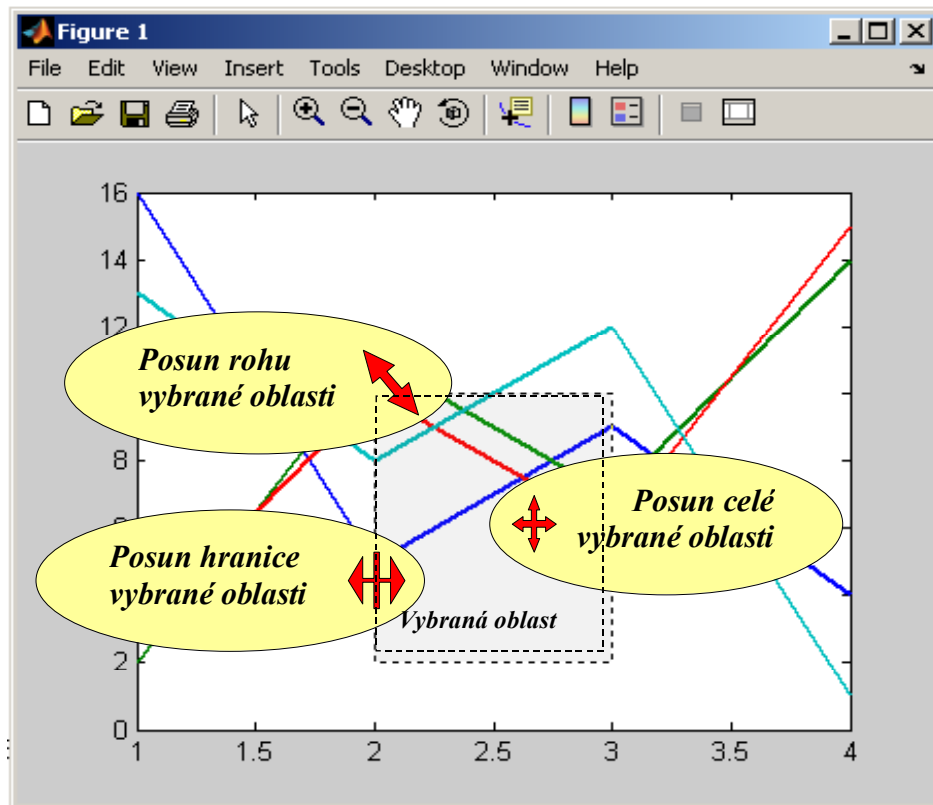 Figure 1
File Edit View Insert Tools Desktop Window Help
16
14
12
Posun rohu
vybrané oblasti
8
Posun celé
vybrané oblasti
Posun hranice
vybrané oblasti
Vybraná oblast
2
0
1 1.5 2 2.5 3 3.5 4